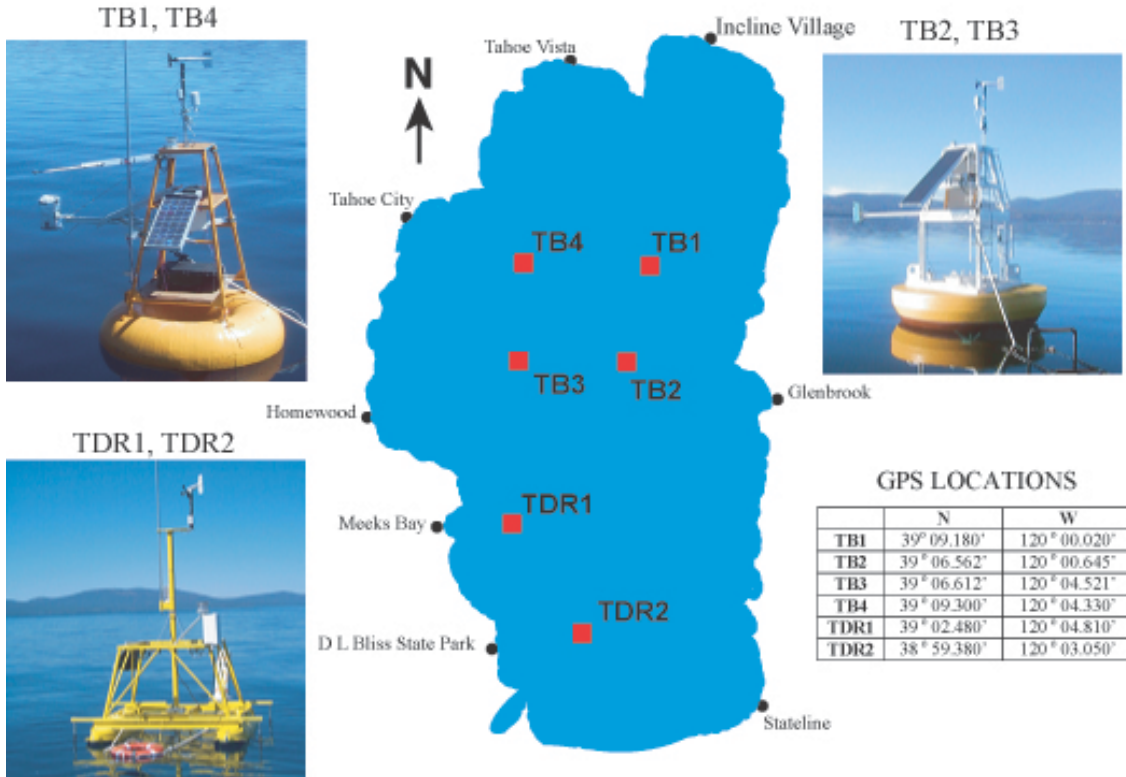 TB1, TB4
TB2, TB3
Incline Village
Tahoe Vista
N
Tahoe City
TB4
TB1
TB3
TB2
Glenbrook
Homewood
TDR1, TDR2
TDR1
Meeks Bay
TDR2
D L Bliss State Park
Stateline
GPS LOCATIONS
N W
TB1 39° 09.180" 120° 00.020"
TB2 39° 06.562" 120° 00.645"
TB3 39° 06.612" 120° 04.521"
TB4 39° 09.300" 120° 04.330"
TDR1 39° 02.480" 120° 04.810"
TDR2 38° 59.380" 120° 03.050"